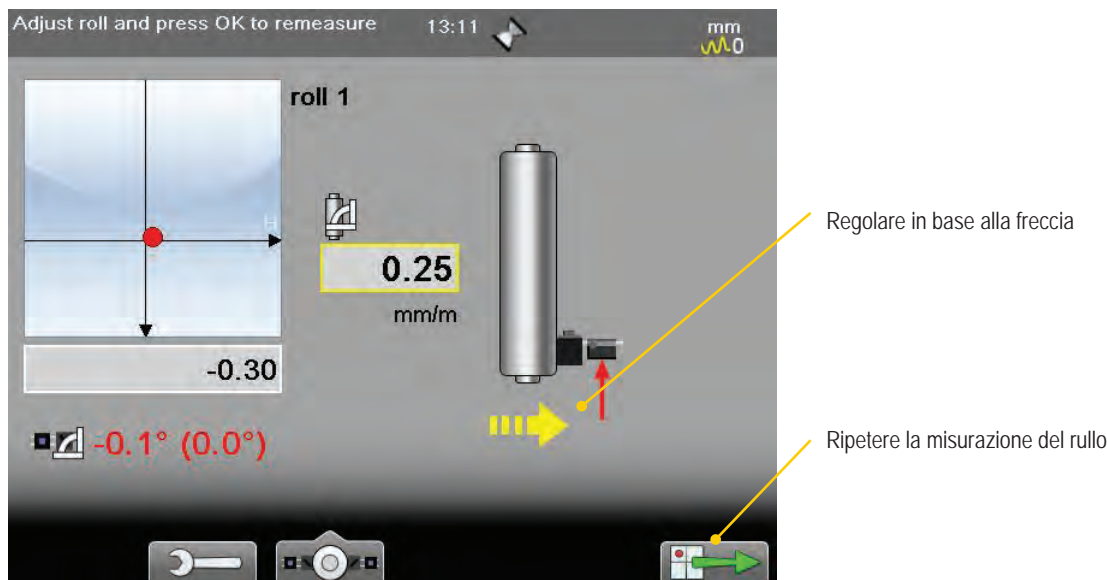 Adjust roll and press OK to remeasure
13:11
mm
0
roll 1
H
0.25
mm/m
-0.30
-0.1° (0.0°)
Regolare in base alla freccia
Ripetere la misurazione del rullo